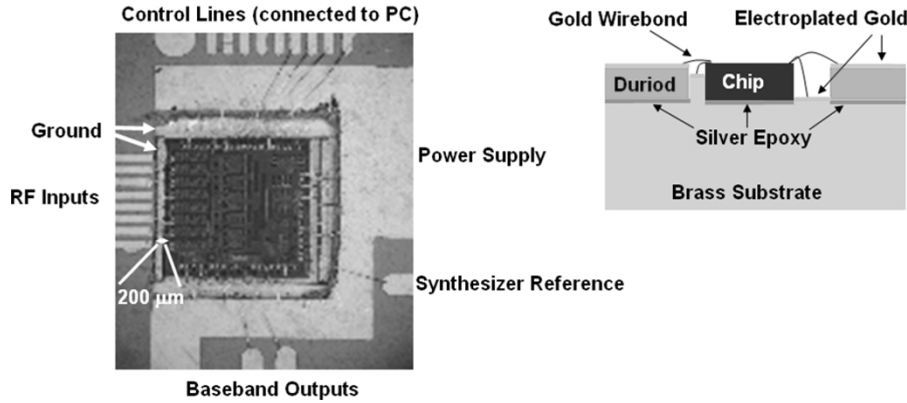 Control Lines (connected to PC)
Ground
RF Inputs
200 μm
Power Supply
Synthesizer Reference
Baseband Outputs
Gold Wirebond
Electroplated Gold
Duriod
Chip
Silver Epoxy
Brass Substrate